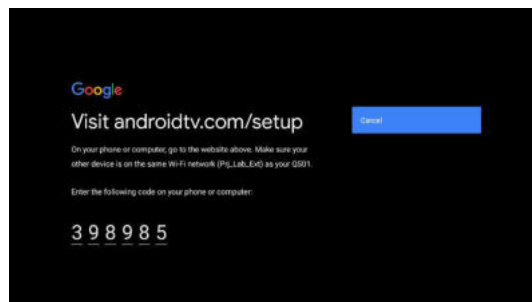 Google
Visit androidtv.com/setup
Cancel
On your phone or computer, go to the website above. Make sure your
other device is on the same Wi-Fi network (Prj_Lab_Ext) as your QS01.
Enter the following code on your phone or computer:
398985